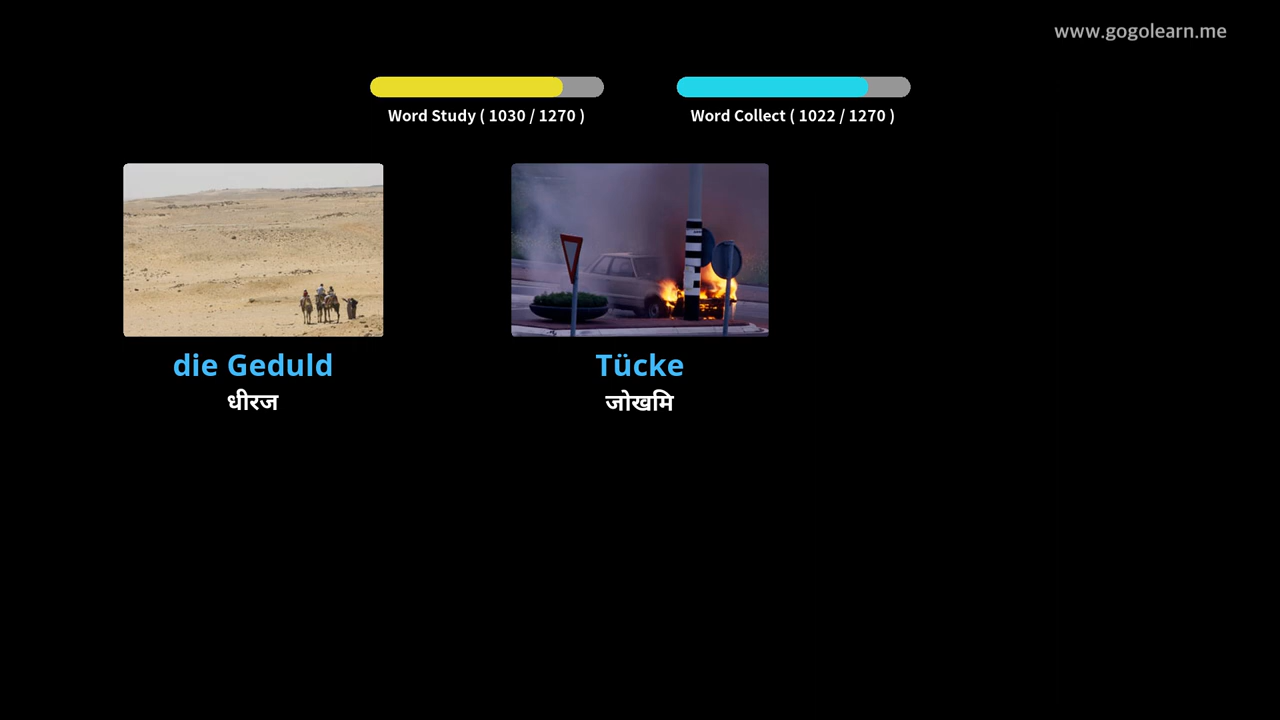 www.gogolearn.me
Word Study ( 1030 / 1270 )
Word Collect ( 1022 / 1270 )
die Geduld
धीरज
Tücke
जोखमि